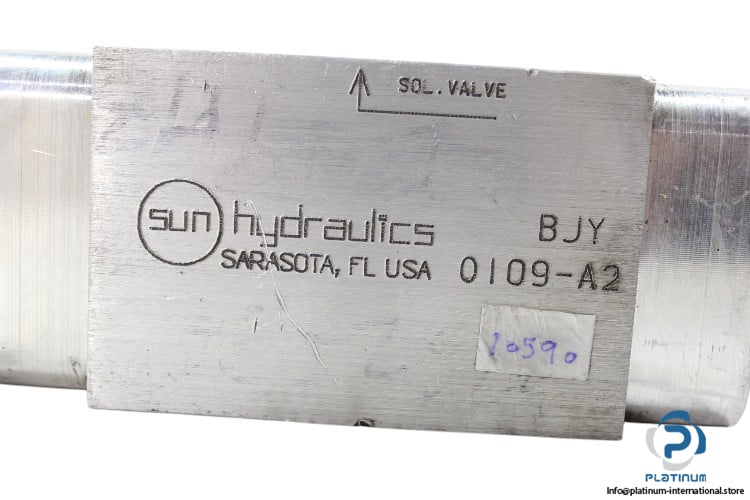 SOL. VALVE
sun hydraulics BJY
SARASOTA, FL USA 0109-A2
10590
PLATINUM
Info@platinum-international.store